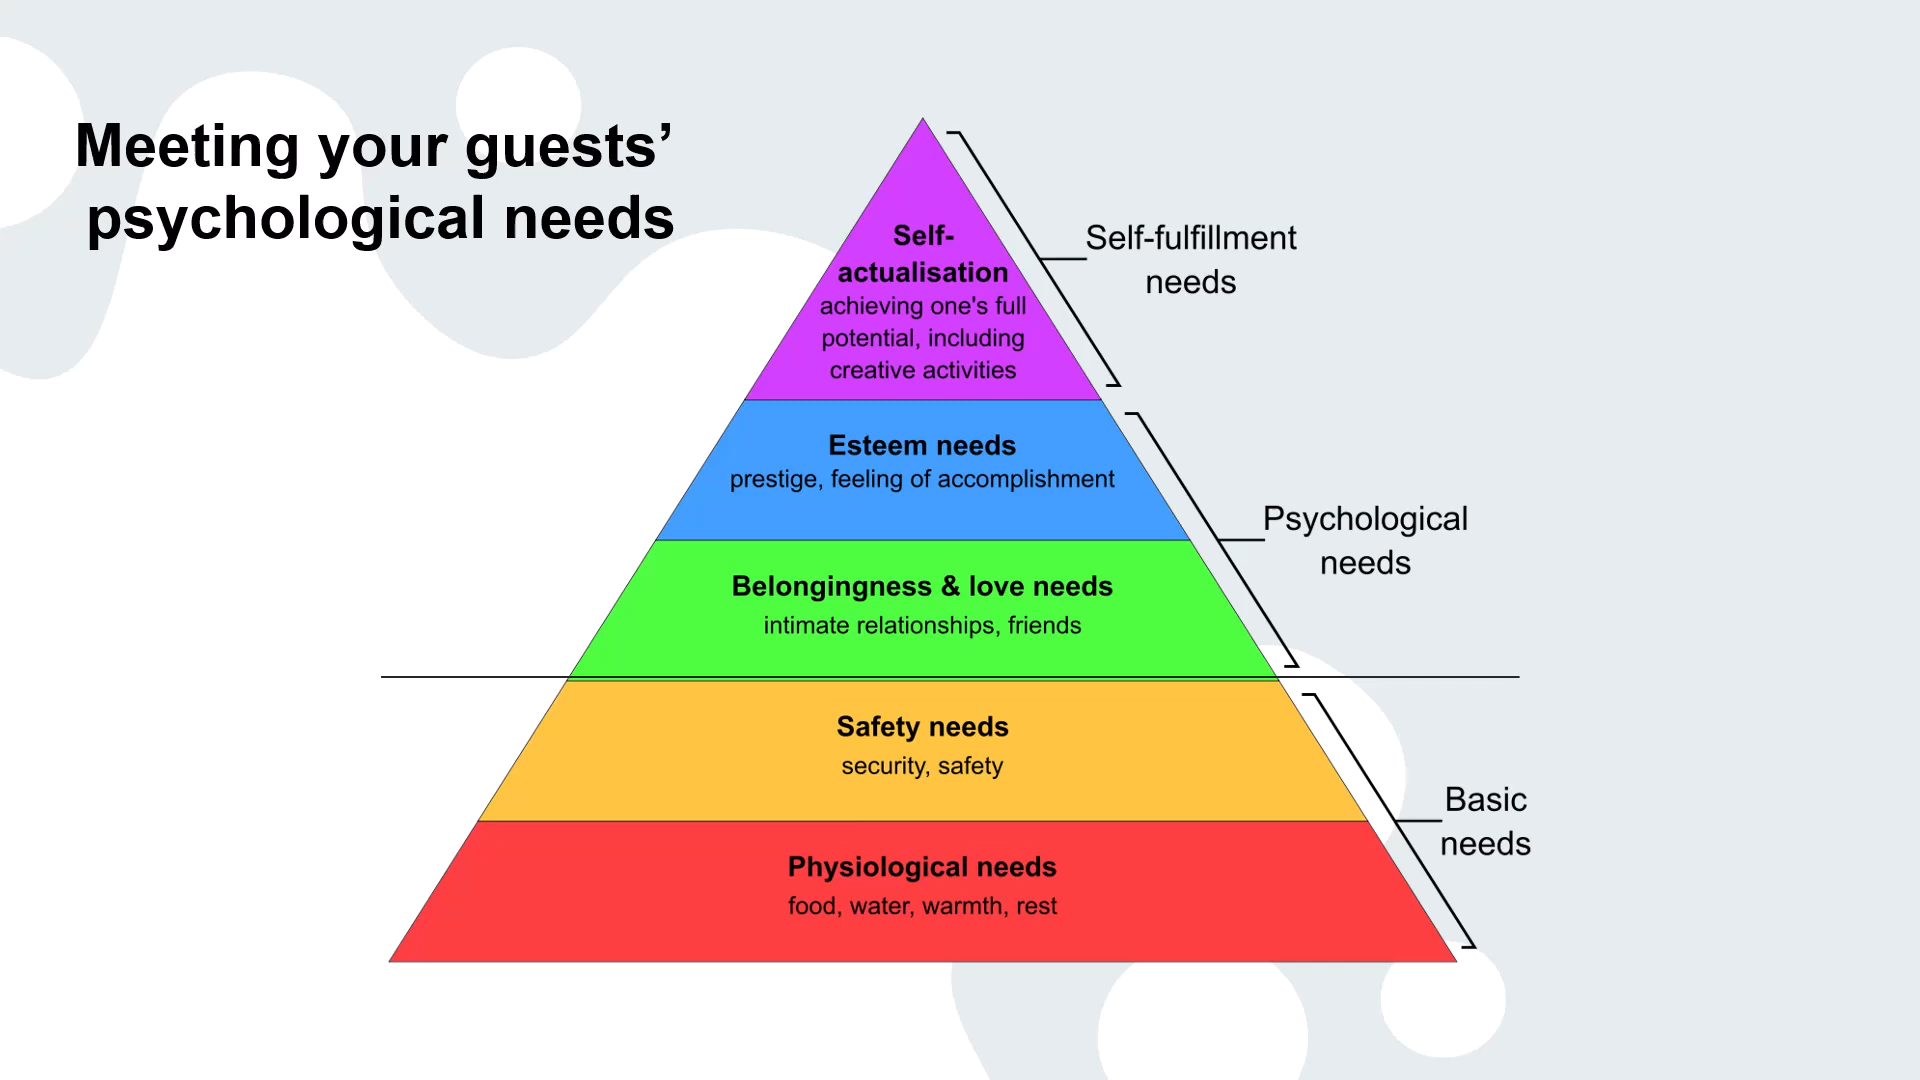 Meeting your guests’
psychological needs
Self-
actualisation
achieving one's full
potential, including
creative activities
Self-fulfillment
needs
Esteem needs
prestige, feeling of accomplishment
Belongingness & love needs
intimate relationships, friends
Psychological
needs
Safety needs
security, safety
Physiological needs
food, water, warmth, rest
Basic
needs